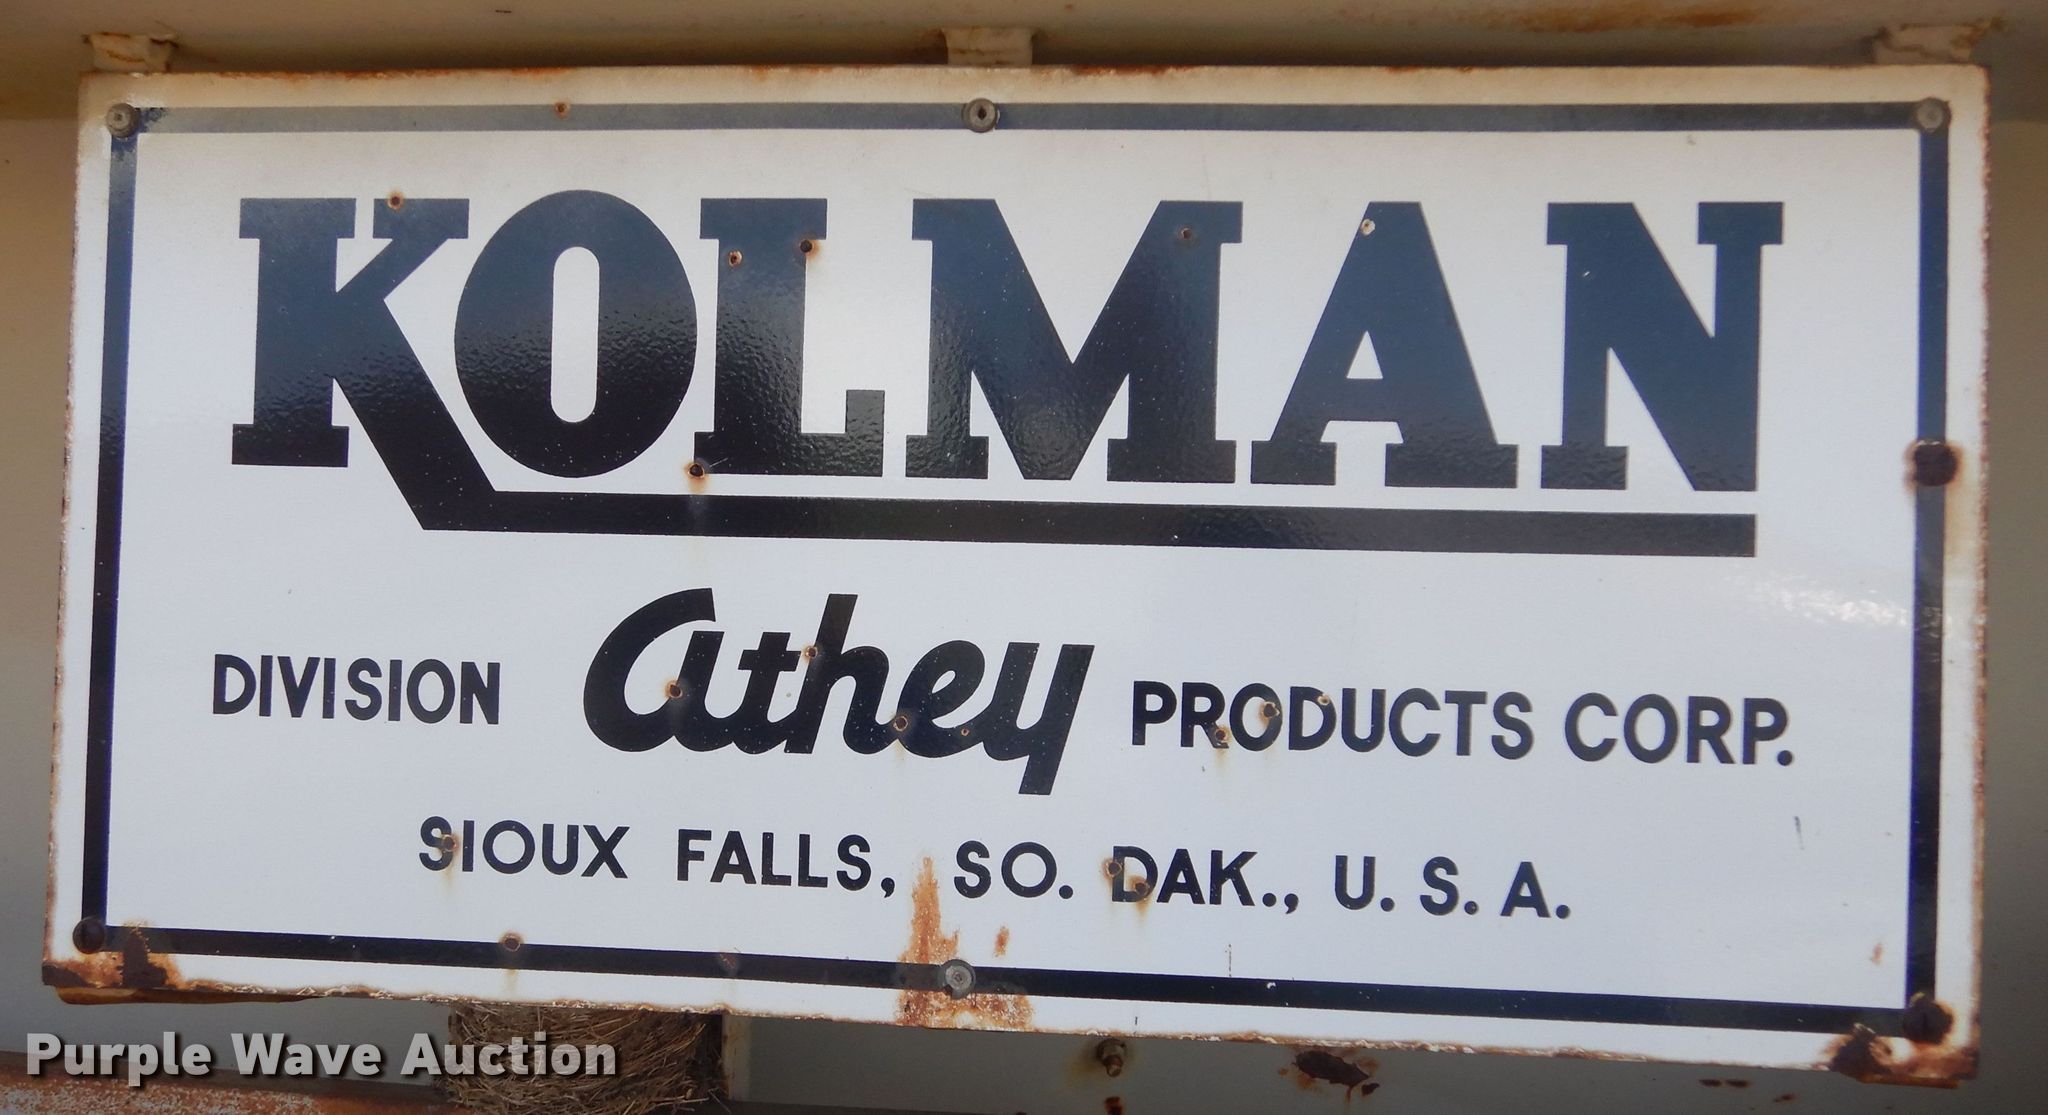 KOLMAN
DIVISION Athey PRODUCTS CORP.
SIOUX FALLS, SO. DAK., U. S. A.
Purple Wave Auction